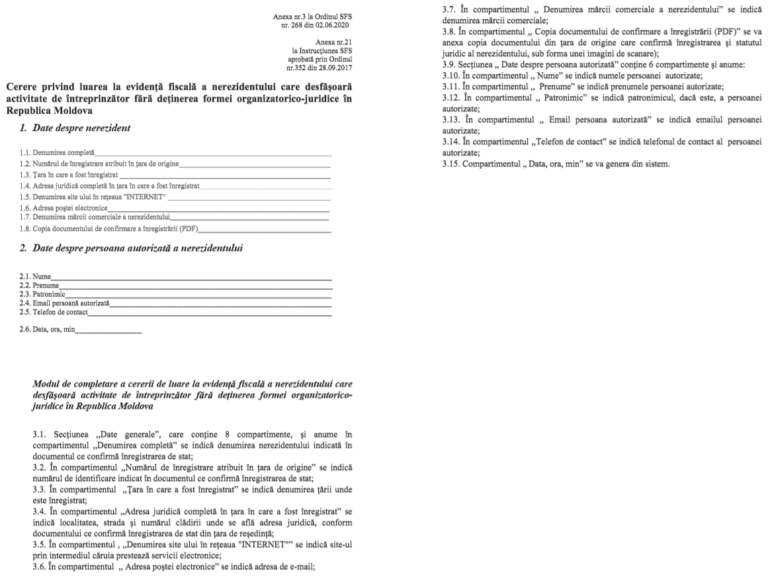 Anexa nr.3 la Ordinul SFS
nr. 268 din 02.06.2020
Anexa nr.21
la Instrucțiunea SFS
aprobată prin Ordinul
nr.352 din 28.09.2017
Cerere privind luarea la evidență fiscală a nerezidentului care desfășoară
activitate de întreprinzător fără deținerea formei organizatorico-juridice în
Republica Moldova
1. Date despre nerezident
1.1. Denumirea completă
1.2. Numărul de înregistrare atribuit în țara de origine
1.3. Țara în care a fost înregistrat
1.4. Adresa juridică completă în țara în care a fost înregistrat
1.5. Denumirea site ului în rețeaua "INTERNET"
1.6. Adresa poștei electronice
1.7. Denumirea mărcii comerciale a nerezidentului
1.8. Copia documentului de confirmare a înregistrării (PDF)
2. Date despre persoana autorizată a nerezidentului
2.1. Nume
2.2. Prenume
2.3. Patronimic
2.4. Email persoană autorizată
2.5. Telefon de contact
2.6. Data, ora, min
Modul de completare a cererii de luare la evidență fiscală a nerezidentului care
desfășoară activitate de întreprinzător fără deținerea formei organizatorico-
juridice în Republica Moldova
3.1. Secțiunea „Date generale”, care conține 8 compartimente, și anume în
compartimentul „Denumirea completă” se indică denumirea nerezidentului indicată în
documentul ce confirmă înregistrarea de stat;
3.2. În compartimentul „Numărul de înregistrare atribuit în țara de origine” se indică
numărul de identificare indicat în documentul ce confirmă înregistrarea de stat;
3.3. În compartimentul „Țara în care a fost înregistrat” se indică denumirea țării unde
este înregistrat;
3.4. În compartimentul „Adresa juridică completă în țara în care a fost înregistrat” se
indică localitatea, strada și numărul clădirii unde se află adresa juridică, conform
documentului ce confirmă înregistrarea de stat din țara de reședință;
3.5. În compartimentul , „Denumirea site ului în rețeaua "INTERNET"” se indică site-ul
prin intermediul căruia prestează servicii electronice;
3.6. În compartimentul „ Adresa poștei electronice” se indică adresa de e-mail;
3.7. În compartimentul „ Denumirea mărcii comerciale a nerezidentului” se indică
denumirea mărcii comerciale;
3.8. În compartimentul „ Copia documentului de confirmare a înregistrării (PDF)” se va
anexa copia documentului din țara de origine care confirmă înregistrarea și statutul
juridic al nerezidentului, sub forma unei imagini de scanare);
3.9. Secțiunea „ Date despre persoana autorizată” conține 6 compartimente și anume:
3.10. În compartimentul „ Nume” se indică numele persoanei autorizate;
3.11. În compartimentul „ Prenume” se indică prenumele persoanei autorizate;
3.12. În compartimentul „ Patronimic” se indică patronimicul, dacă este, a persoanei
autorizate;
3.13. În compartimentul „ Email persoana autorizată” se indică emailul persoanei
autorizate;
3.14. În compartimentul „Telefon de contact” se indică telefonul de contact al persoanei
autorizate;
3.15. Compartimentul „ Data, ora, min” se va genera din sistem.